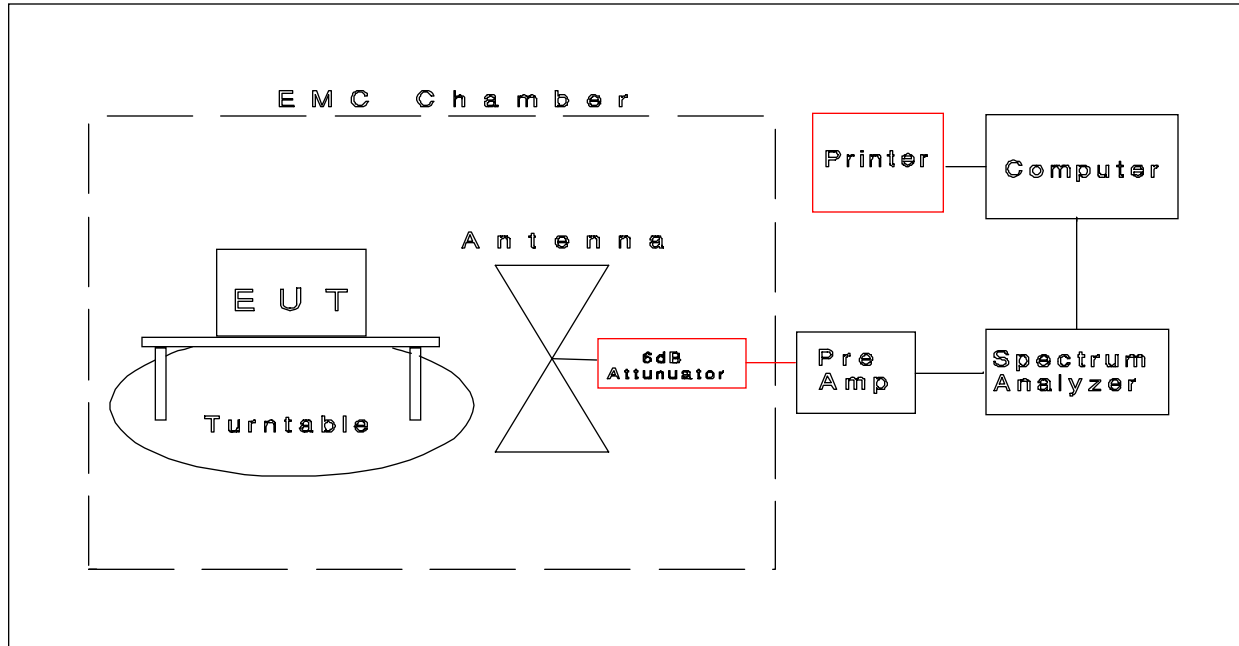 EMC Chamber
Printer
Computer
Antenna
EUT
6dB
Attunuator
Pre
Amp
Spectrum
Analyzer
Turntable